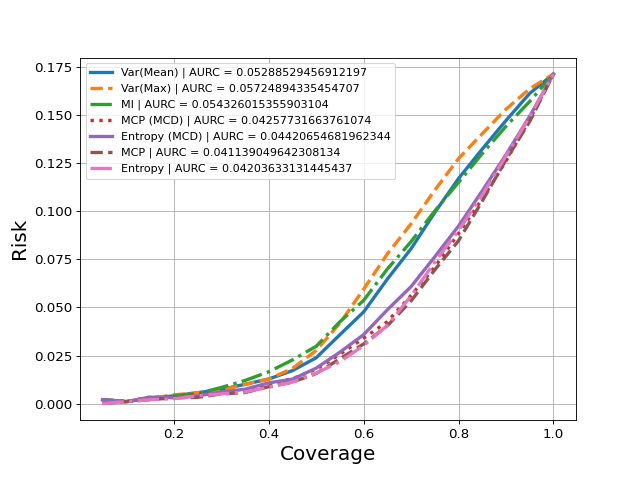 0.175
0.150
0.125
0.100
0.075
0.050
0.025
0.000
Risk
Var(Mean) | AURC = 0.05288529456912197
Var(Max) | AURC = 0.05724894335454707
MI | AURC = 0.054326015355903104
MCP (MCD) | AURC = 0.04257731663761074
Entropy (MCD) | AURC = 0.04420654681962344
MCP | AURC = 0.041139049642308134
Entropy | AURC = 0.04203633131445437
0.2 0.4 0.6 0.8 1.0
Coverage